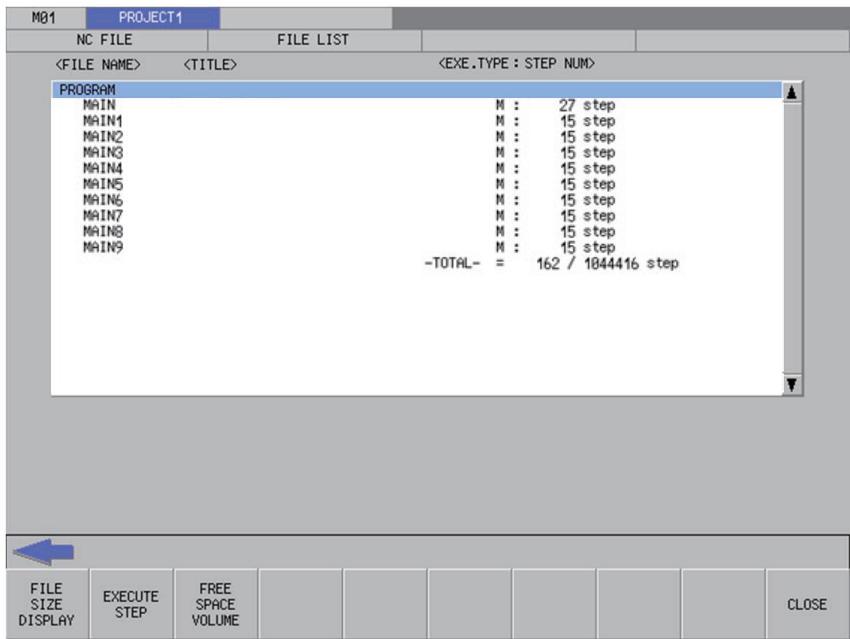 M01 PROJECT1
NC FILE FILE LIST
<FILE NAME> <TITLE> <EXE.TYPE : STEP NUM>
PROGRAM
MAIN M : 27 step
MAIN1 M : 15 step
MAIN2 M : 15 step
MAIN3 M : 15 step
MAIN4 M : 15 step
MAIN5 M : 15 step
MAIN6 M : 15 step
MAIN7 M : 15 step
MAIN8 M : 15 step
MAIN9 M : 15 step
-TOTAL- = 162 / 1044416 step
FILE SIZE DISPLAY
EXECUTE STEP
FREE SPACE VOLUME
CLOSE